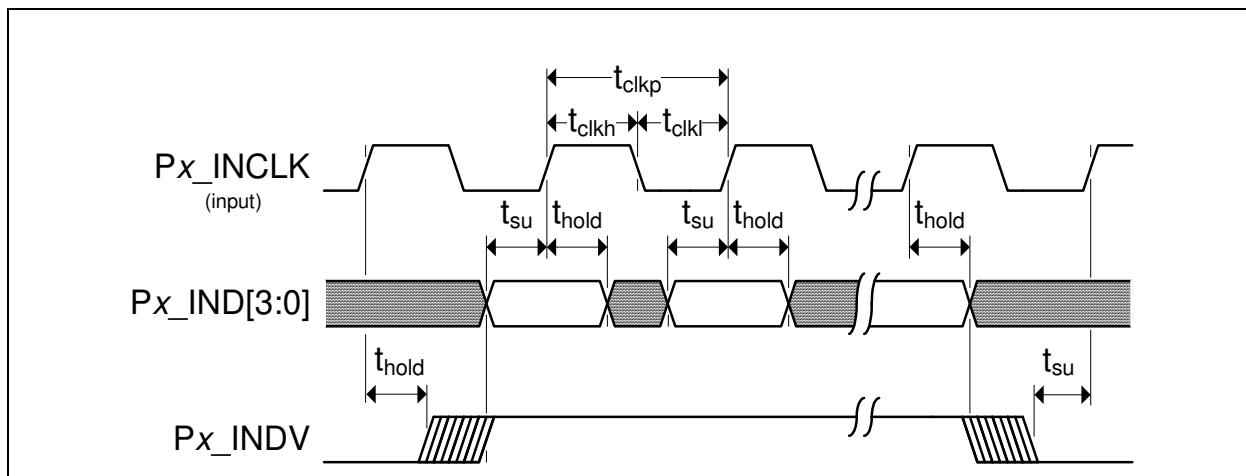 tclkp
tclkh tclkl
Px_INCLK
(input)
tsu thold tsu thold thold
Px_IND[3:0]
thold tsu
Px_INDV